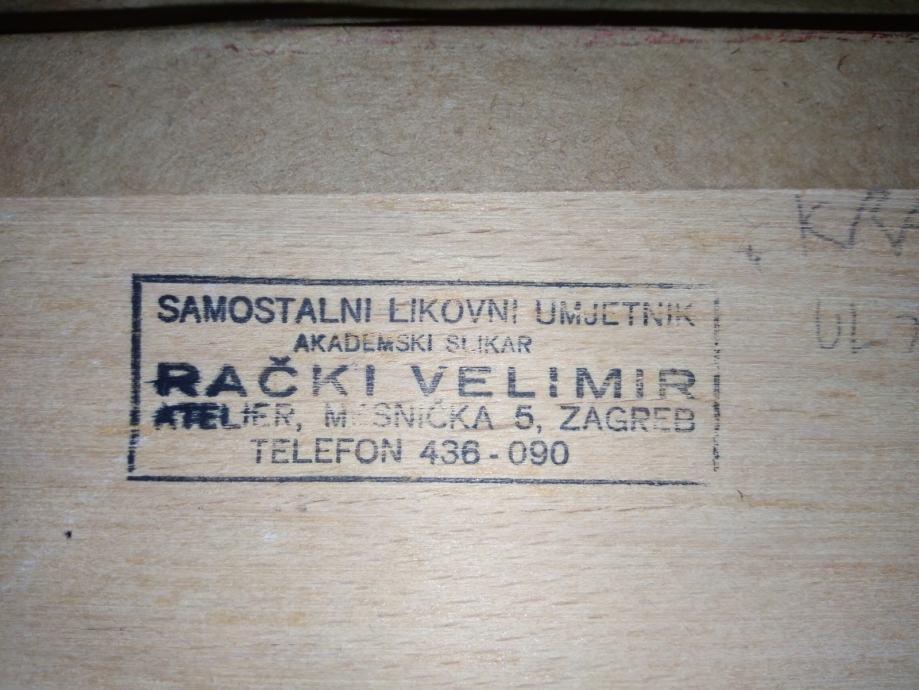 SAMOSTALNI LIKOVNI UMJETNIK
AKADEMSKI SLIKAR
RAČKI VELIMIR
ATELJER, MESNIČKA 5, ZAGREB
TELEFON 436-090